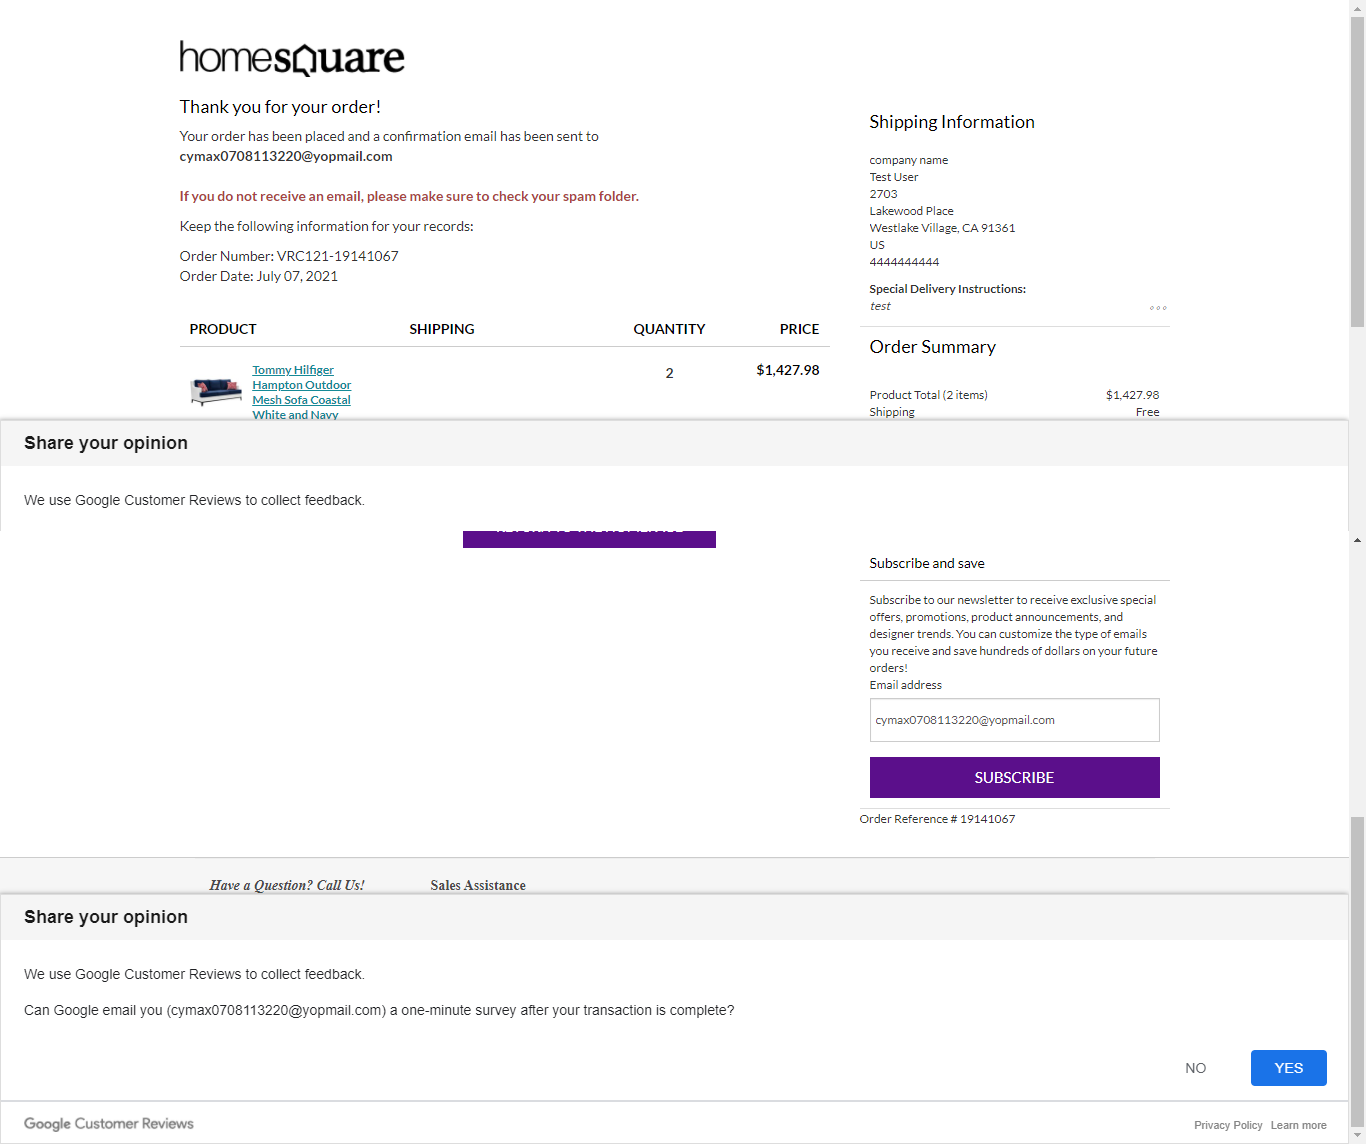 homesquare
Thank you for your order!
Your order has been placed and a confirmation email has been sent to
cymax0708113220@yopmail.com
If you do not receive an email, please make sure to check your spam folder.
Keep the following information for your records:
Order Number: VRC121-19141067
Order Date: July 07, 2021
PRODUCT SHIPPING QUANTITY PRICE
Tommy Hilfiger
Hampton Outdoor
Mesh Sofa Coastal
White and Navy
2
$1,427.98
Shipping Information
company name
Test User
2703
Lakewood Place
Westlake Village, CA 91361
US
4444444444
Special Delivery Instructions:
test
Order Summary
Product Total (2 items) $1,427.98
Shipping Free
Share your opinion
We use Google Customer Reviews to collect feedback.
Subscribe and save
Subscribe to our newsletter to receive exclusive special
offers, promotions, product announcements, and
designer trends. You can customize the type of emails
you receive and save hundreds of dollars on your future
orders!
Email address
cymax0708113220@yopmail.com
SUBSCRIBE
Order Reference # 19141067
Have a Question? Call Us! Sales Assistance
Share your opinion
We use Google Customer Reviews to collect feedback.
Can Google email you (cymax0708113220@yopmail.com) a one-minute survey after your transaction is complete?
NO YES
Google Customer Reviews
Privacy Policy Learn more